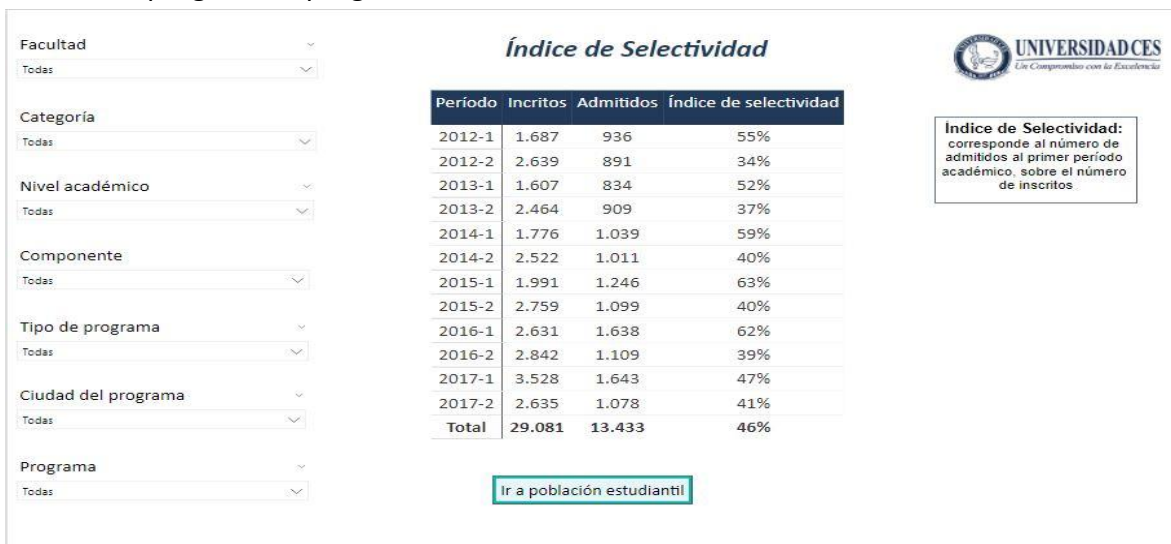 Facultad
Todas
Categoría
Todas
Nivel académico
Todas
Componente
Todas
Tipo de programa
Todas
Ciudad del programa
Todas
Programa
Todas
Índice de Selectividad
Período Incritos Admitidos Índice de selectividad
2012-1 1.687 936 55%
2012-2 2.639 891 34%
2013-1 1.607 834 52%
2013-2 2.464 909 37%
2014-1 1.776 1.039 59%
2014-2 2.522 1.011 40%
2015-1 1.991 1.246 63%
2015-2 2.759 1.099 40%
2016-1 2.631 1.638 62%
2016-2 2.842 1.109 39%
2017-1 3.528 1.643 47%
2017-2 2.635 1.078 41%
Total 29.081 13.433 46%
Ir a población estudiantil
UNIVERSIDAD CES
Un Compromiso con la Excelencia
Índice de Selectividad:
corresponde al número de
admitidos al primer período
académico, sobre el número
de inscritos